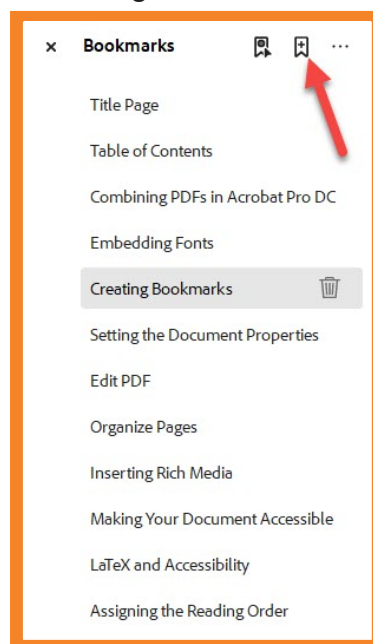 Bookmarks
Title Page
Table of Contents
Combining PDFs in Acrobat Pro DC
Embedding Fonts
Creating Bookmarks
Setting the Document Properties
Edit PDF
Organize Pages
Inserting Rich Media
Making Your Document Accessible
LaTeX and Accessibility
Assigning the Reading Order